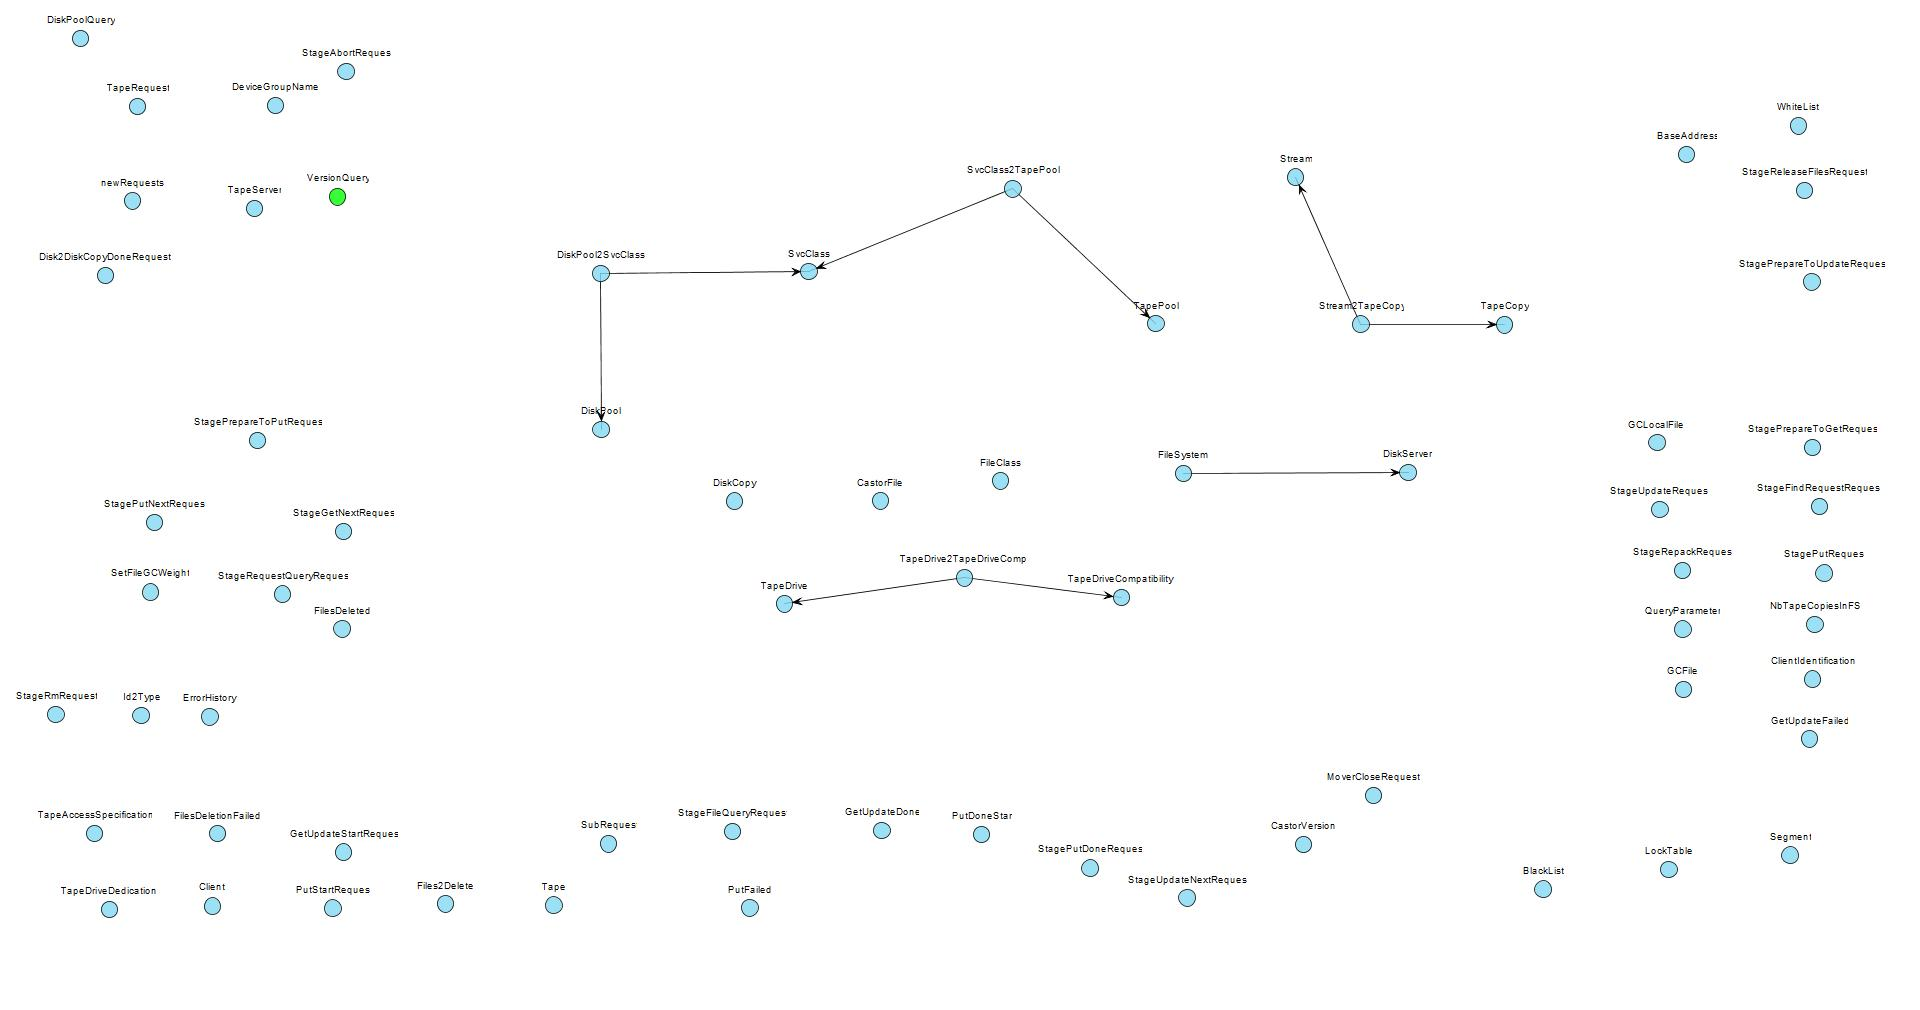 DiskPoolQuery
StageAbortReques
TapeRequest
DeviceGroupName
WhiteList
BaseAddress
Stream
SvcClass2TapePool
StageReleaseFilesRequest
newRequests
TapeServer
VersionQuery
Disk2DiskCopyDoneRequest
DiskPool2SvcClass
SvcClass
StagePrepareToUpdateReques
TapePool
Stream2TapeCopy
TapeCopy
DiskPool
StagePrepareToPutReques
GCLocalFile
StagePrepareToGetReques
FileClass
FileSystem
DiskServer
DiskCopy
CastorFile
StageUpdateReques
StageFindRequestReques
StagePutNextReques
StageGetNextReques
TapeDrive2TapeDriveComp
StageRepackReques
StagePutReques
SetFileGCWeight
StageRequestQueryReques
TapeDrive
TapeDriveCompatibility
FilesDeleted
QueryParameter
NbTapeCopiesInFS
GCFile
ClientIdentification
StageRmRequest
Id2Type
ErrorHistory
GetUpdateFailed
MoverCloseRequest
TapeAccessSpecification
FilesDeletionFailed
GetUpdateStartReques
SubReques
StageFileQueryReques
GetUpdateDone
PutDoneStar
CastorVersion
StagePutDoneReques
LockTable
Segment
TapeDriveDedication
Client
PutStartReques
Files2Delete
Tape
PutFailed
StageUpdateNextReques
BlackList